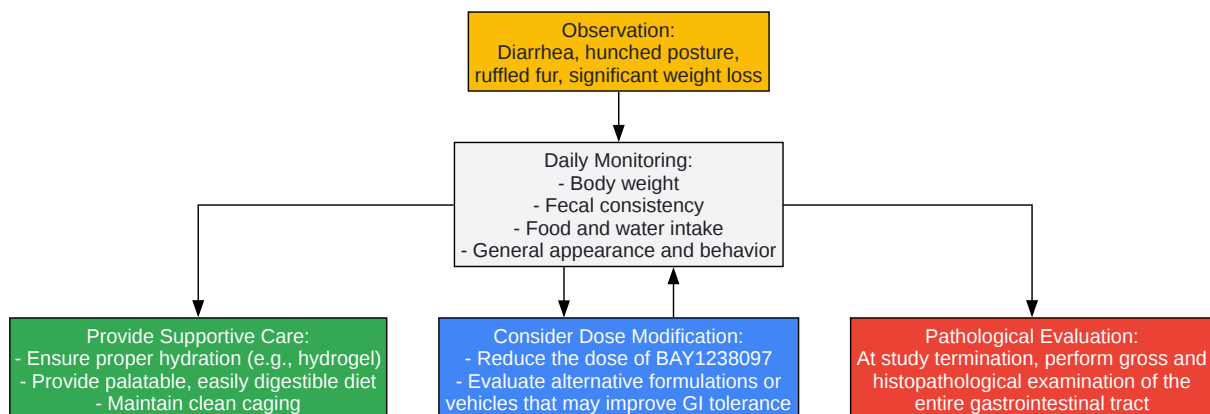 Observation:
Diarrhea, hunched posture,
ruffled fur, significant weight loss
Daily Monitoring:
- Body weight
- Fecal consistency
- Food and water intake
- General appearance and behavior
Provide Supportive Care:
- Ensure proper hydration (e.g., hydrogel)
- Provide palatable, easily digestible diet
- Maintain clean caging
Consider Dose Modification:
- Reduce the dose of BAY1238097
- Evaluate alternative formulations or
vehicles that may improve GI tolerance
Pathological Evaluation:
At study termination, perform gross and
histopathological examination of the
entire gastrointestinal tract